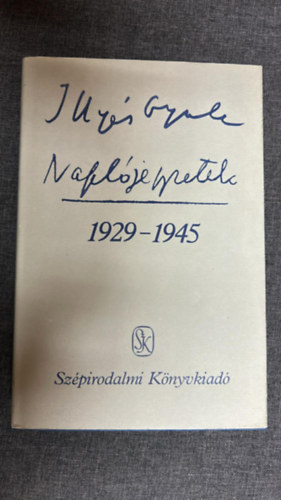 Illyés Gyula
Naplójegyzetek
1929–1945
SzK
Szépirodalmi Könyvkiadó